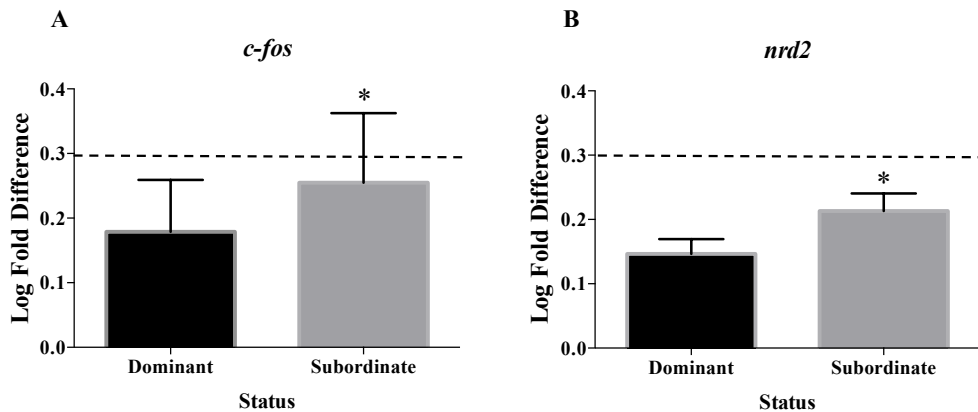 A
c-fos
Log Fold Difference
0.4
0.3
0.2
0.1
0.0
*
Dominant
Subordinate
Status
B
nrd2
Log Fold Difference
0.4
0.3
0.2
0.1
0.0
*
Dominant
Subordinate
Status